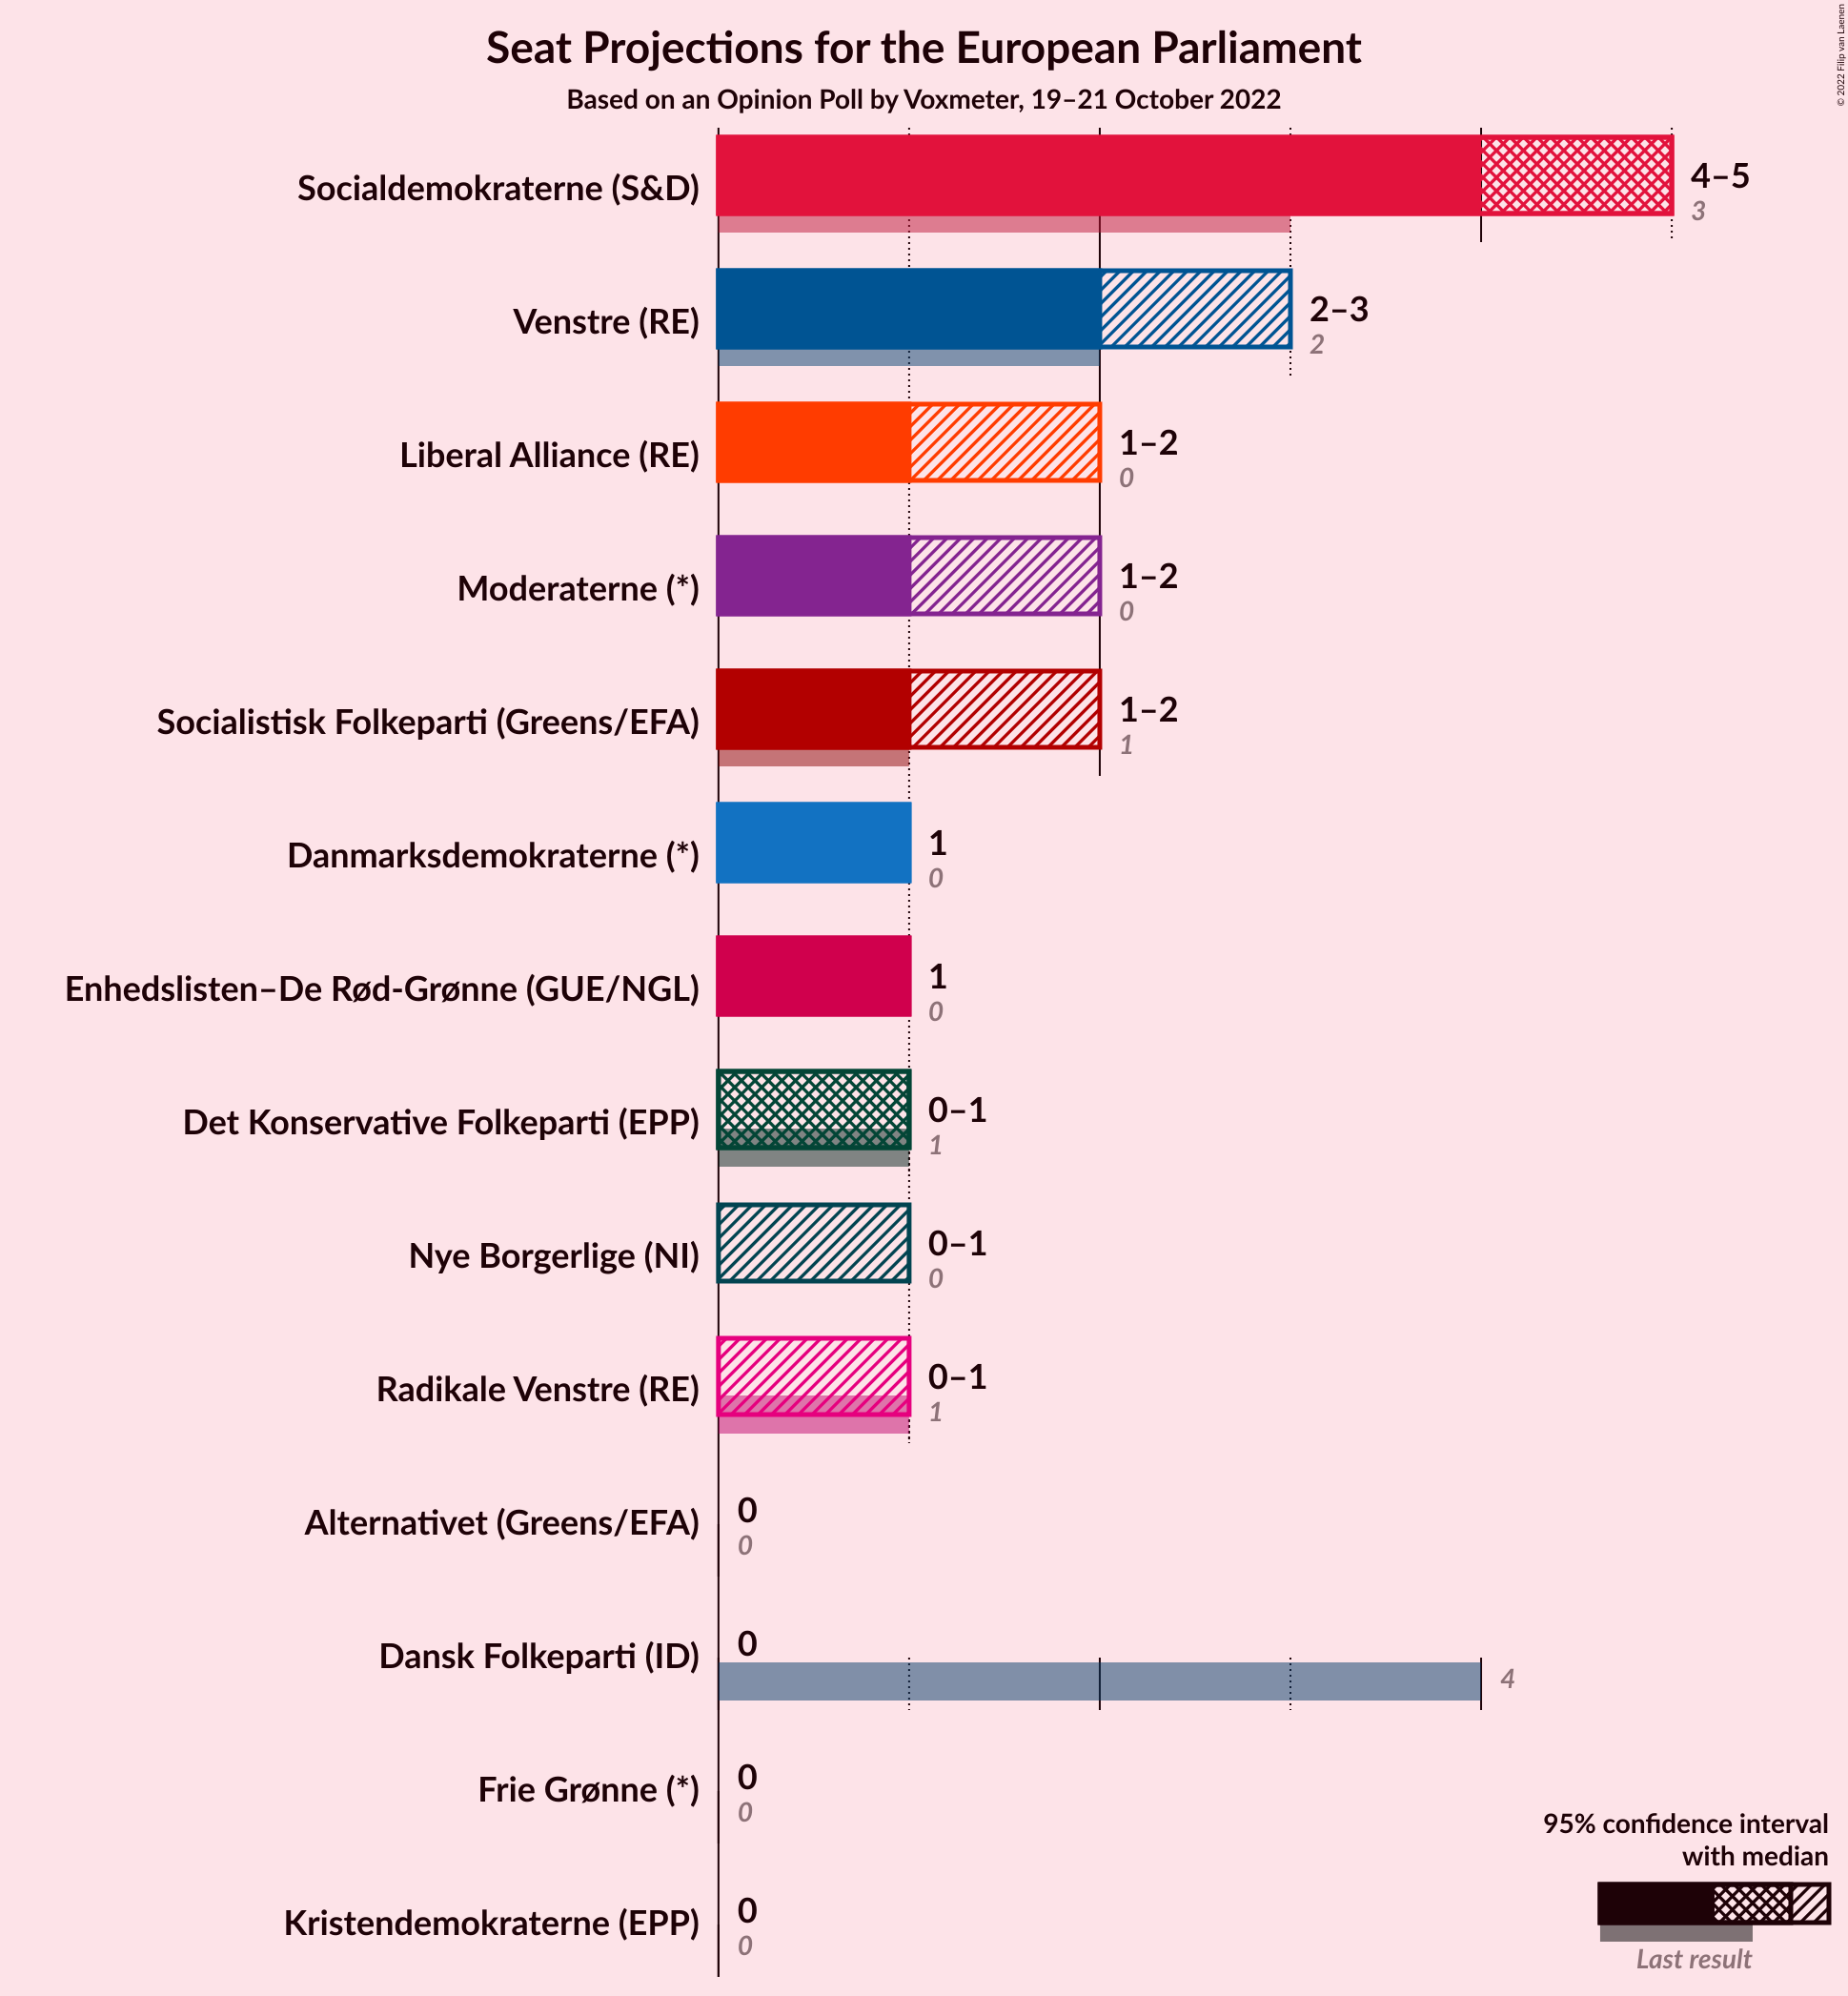 Seat Projections for the European Parliament
Based on an Opinion Poll by Voxmeter, 19–21 October 2022
© 2022 Filip van Laenen
Socialdemokraterne (S&D)
4–5
3
Venstre (RE)
2–3
2
Liberal Alliance (RE)
1–2
0
Moderaterne (*)
1–2
0
Socialistisk Folkeparti (Greens/EFA)
1–2
1
Danmarksdemokraterne (*)
1
0
Enhedslisten–De Rød-Grønne (GUE/NGL)
1
0
Det Konservative Folkeparti (EPP)
0–1
1
Nye Borgerlige (NI)
0–1
0
Radikale Venstre (RE)
0–1
1
Alternativet (Greens/EFA)
0
0
Dansk Folkeparti (ID)
0
4
Frie Grønne (*)
0
0
Kristendemokraterne (EPP)
0
0
95% confidence interval
with median
Last result